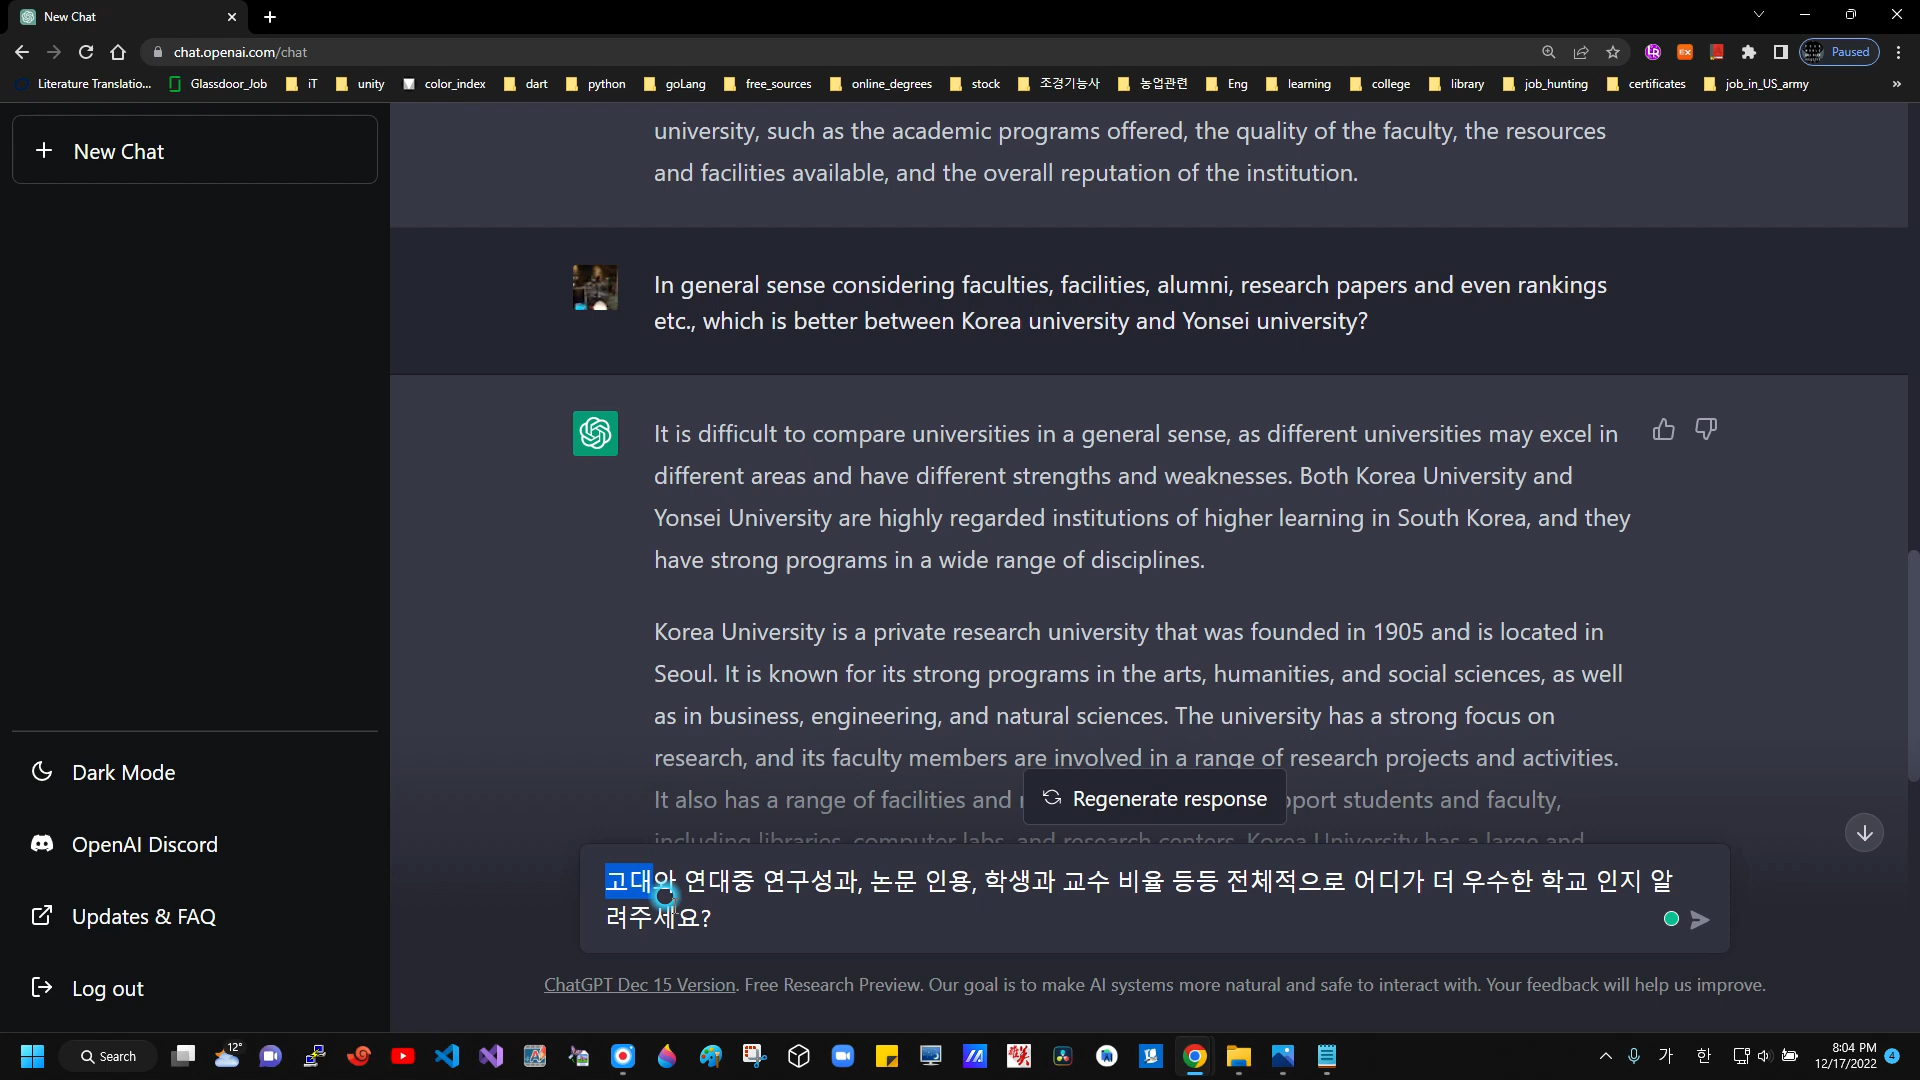 New Chat
chat.openai.com/chat
Paused
Literature Translatio...
Glassdoor_Job
iT
unity
color_index
dart
python
goLang
free_sources
online_degrees
stock
조경기능사
농업관련
Eng
learning
college
library
job_hunting
certificates
job_in_US_army
New Chat
university, such as the academic programs offered, the quality of the faculty, the resources
and facilities available, and the overall reputation of the institution.
In general sense considering faculties, facilities, alumni, research papers and even rankings
etc., which is better between Korea university and Yonsei university?
It is difficult to compare universities in a general sense, as different universities may excel in
different areas and have different strengths and weaknesses. Both Korea University and
Yonsei University are highly regarded institutions of higher learning in South Korea, and they
have strong programs in a wide range of disciplines.
Korea University is a private research university that was founded in 1905 and is located in
Seoul. It is known for its strong programs in the arts, humanities, and social sciences, as well
as in business, engineering, and natural sciences. The university has a strong focus on
research, and its faculty members are involved in a range of research projects and activities.
It also has a range of facilities and
port students and faculty,
including libraries, computer labs, and research centers. Korea University has a large and
Regenerate response
고대와 연대중 연구성과, 논문 인용, 학생과 교수 비율 등등 전체적으로 어디가 더 우수한 학교 인지 알
려주세요?
Dark Mode
OpenAI Discord
Updates & FAQ
Log out
ChatGPT Dec 15 Version. Free Research Preview. Our goal is to make AI systems more natural and safe to interact with. Your feedback will help us improve.
Search
12°
가
한
8:04 PM
12/17/2022
4